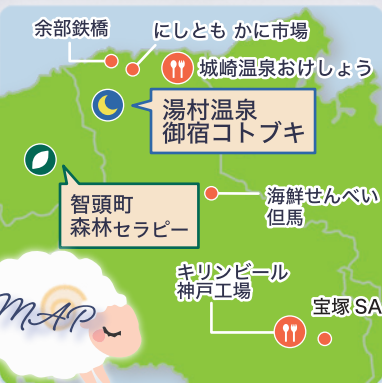 余部鉄橋
にしとも かに市場
城崎温泉おけしょう
湯村温泉
御宿コトブキ
智頭町
森林セラピー
海鮮せんべい
但馬
キリンビール
神戸工場
宝塚 SA
MAP